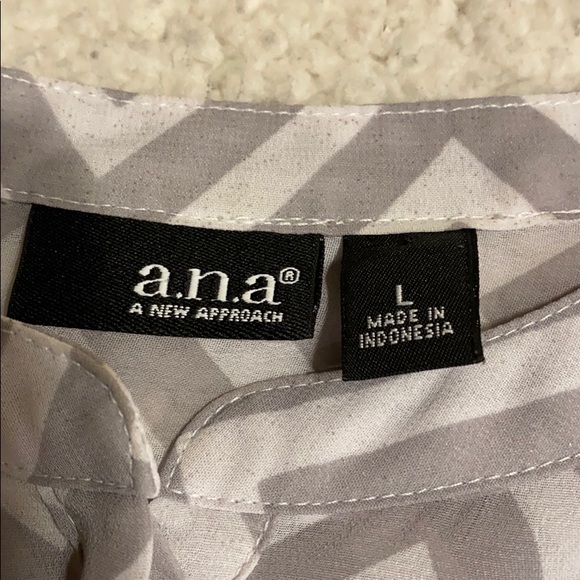 a.n.a®
A NEW APPROACH
L
MADE IN
INDONESIA